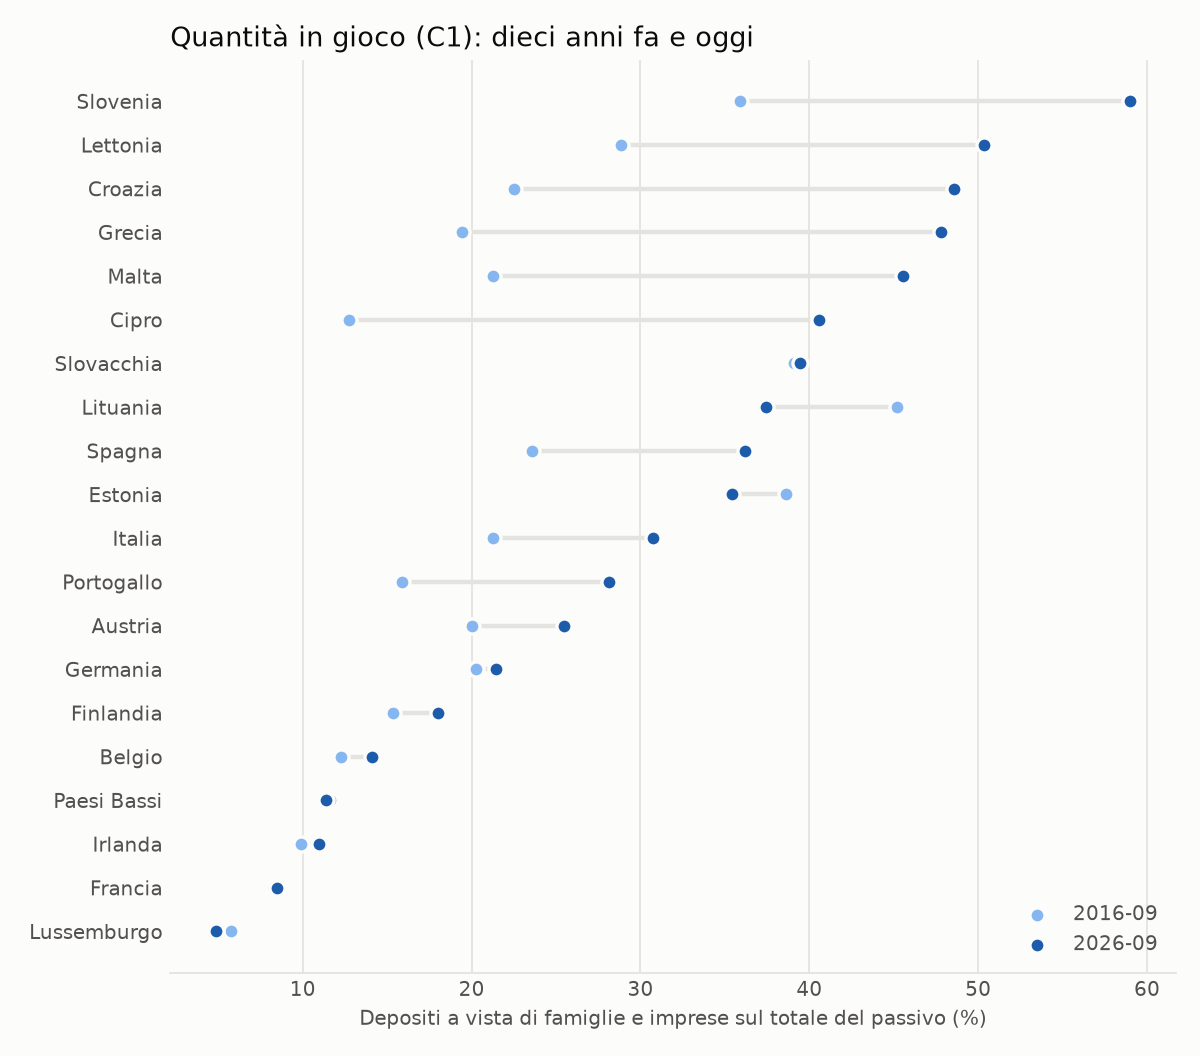 Quantità in gioco (C1): dieci anni fa e oggi
Slovenia
Lettonia
Croazia
Grecia
Malta
Cipro
Slovacchia
Lituania
Spagna
Estonia
Italia
Portogallo
Austria
Germania
Finlandia
Belgio
Paesi Bassi
Irlanda
Francia
Lussemburgo
2016-09
2026-09
10 20 30 40 50 60
Depositi a vista di famiglie e imprese sul totale del passivo (%)